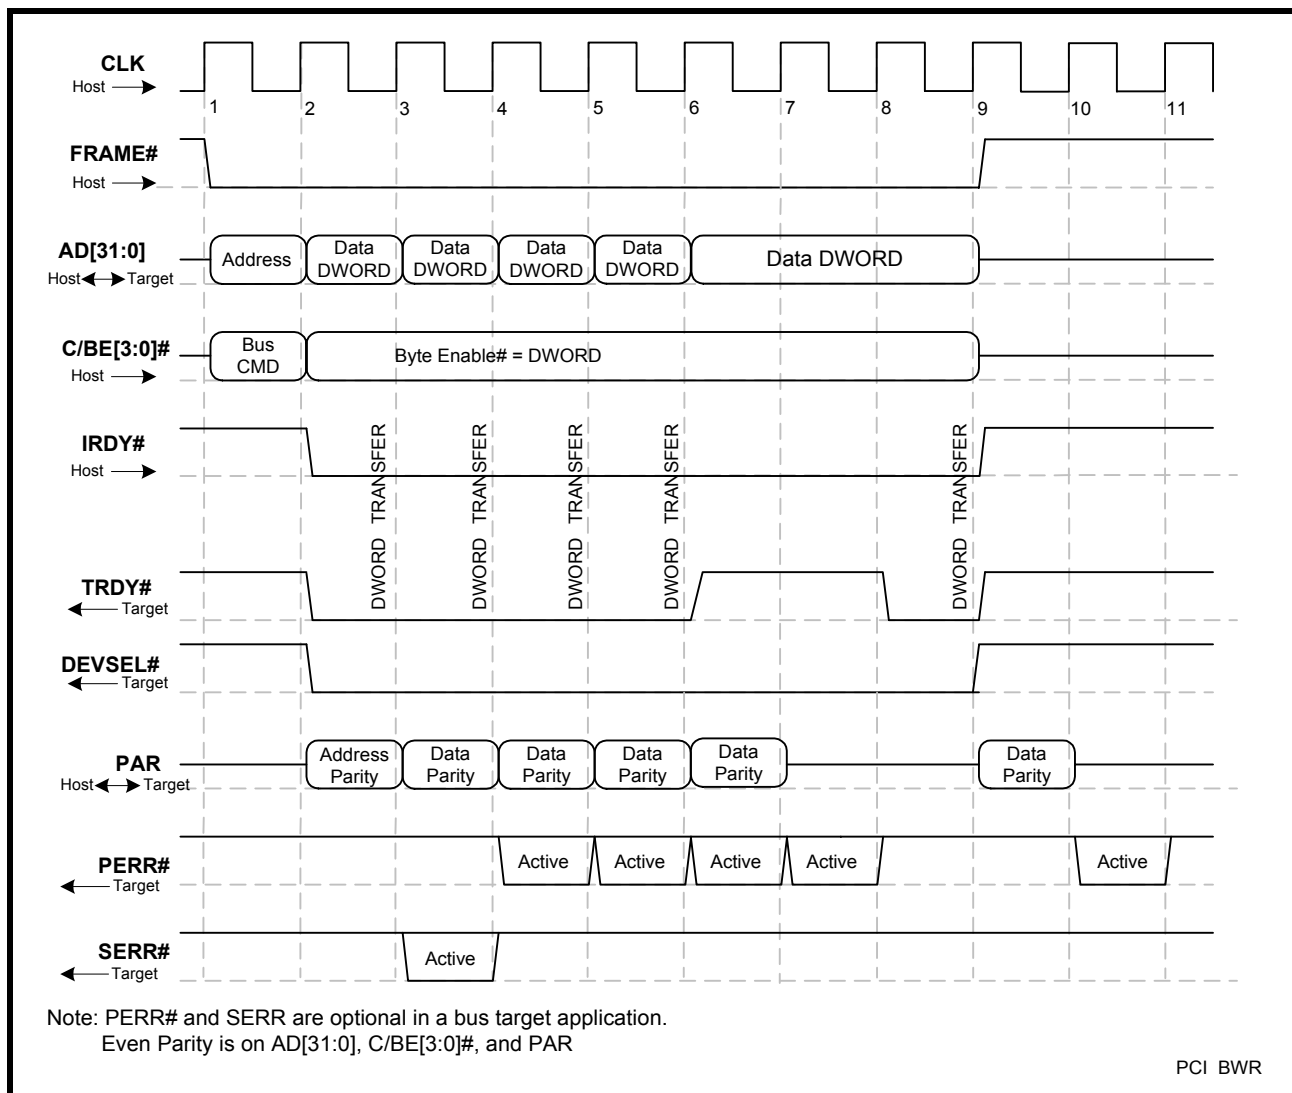 CLK
Host
1 2 3 4 5 6 7 8 9 10 11
FRAME#
Host
AD[31:0]
Host Target
Address
Data
DWORD
Data
DWORD
Data
DWORD
Data
DWORD
Data DWORD
C/BE[3:0]#
Host
Bus
CMD
Byte Enable# = DWORD
IRDY#
Host
DWORD TRANSFER
DWORD TRANSFER
DWORD TRANSFER
DWORD TRANSFER
DWORD TRANSFER
TRDY#
Target
DEVSEL#
Target
PAR
Host Target
Address
Parity
Data
Parity
Data
Parity
Data
Parity
Data
Parity
Data
Parity
PERR#
Target
Active
Active
Active
Active
Active
SERR#
Target
Active
Note: PERR# and SERR are optional in a bus target application.
Even Parity is on AD[31:0], C/BE[3:0]#, and PAR
PCI BWR